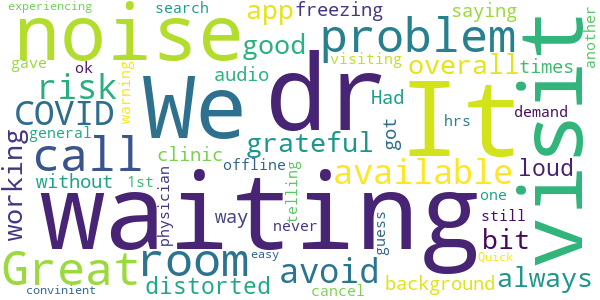 experiencing
search
app
freezing
saying
another
noise
gave
ok
warning
good
audio
problem
visiting
overall
times
visit
risk
We
dr
It
COVID
general
working
call
clinic
grateful
Had
got
available
loud
demand
hrs
without
1st
physician
offline
telling
waiting
way
never
guess
one
still
bit
Great
room
easy
avoid
Quick
distorted
cancel
background
always
convinient